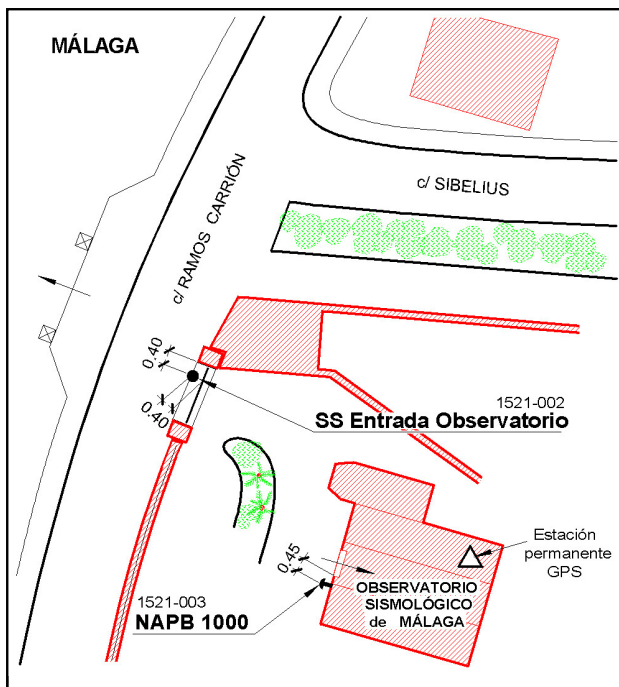 MÁLAGA
c/ SIBELIUS
c/ RAMOS CARRIÓN
0.40
0.40
1521-002
SS Entrada Observatorio
Estación
permanente
GPS
0.45
OBSERVATORIO
SISMOLÓGICO
de MÁLAGA
1521-003
NAPB 1000